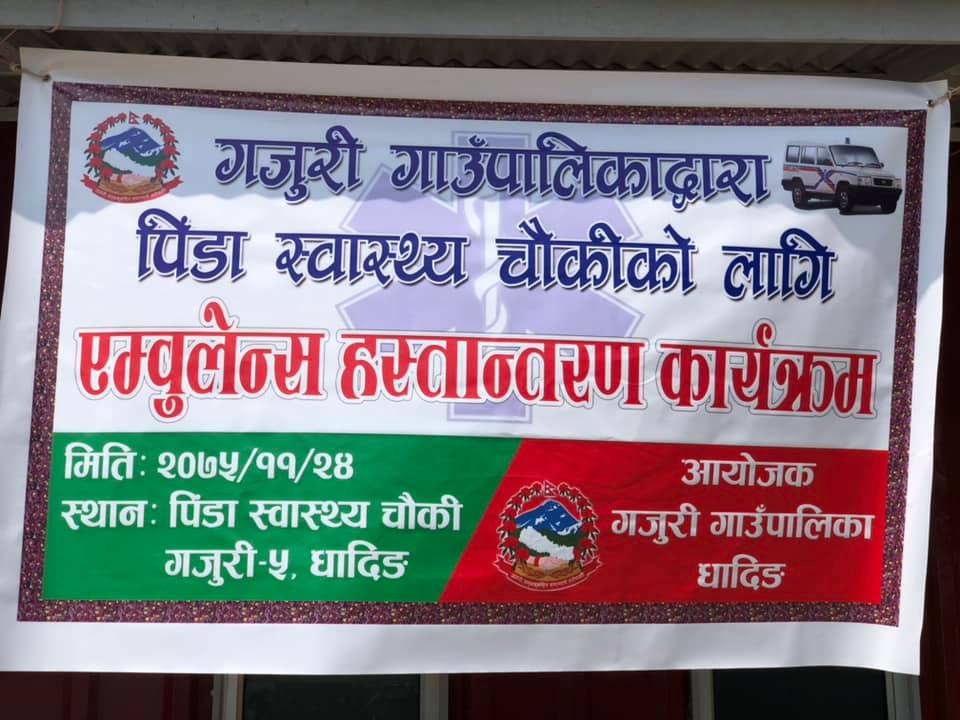 गजुरी गाउँपालिकाद्वारा
पिंडा स्वास्थ्य चौकीको लागि
एम्वुलेन्स हस्तान्तरण कार्यक्रम
मिति: २०७५/११/२४
स्थान: पिंडा स्वास्थ्य चौकी
गजुरी-५, धादिङ
आयोजक
गजुरी गाउँपालिका
धादिङ